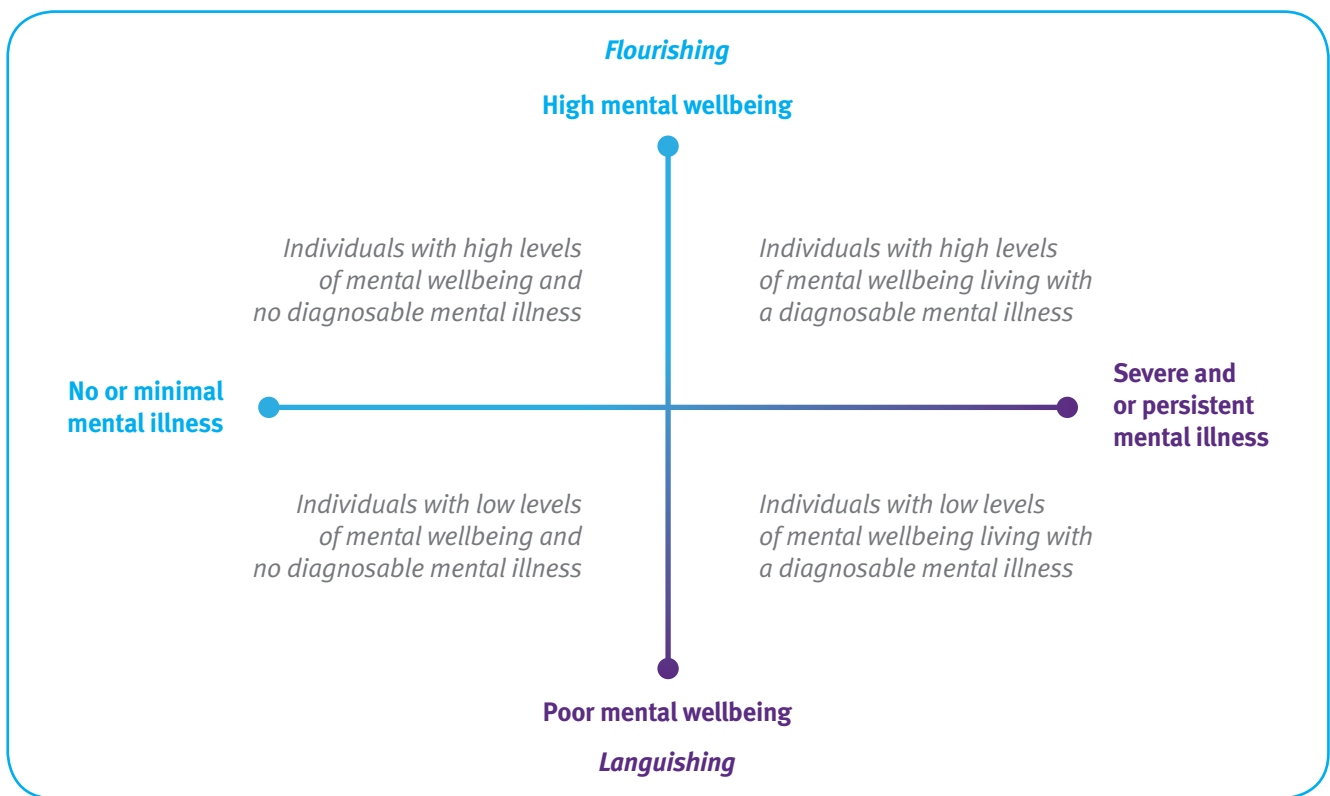 Flourishing
High mental wellbeing
Individuals with high levels
of mental wellbeing and
no diagnosable mental illness
Individuals with high levels
of mental wellbeing living with
a diagnosable mental illness
No or minimal
mental illness
Severe and
or persistent
mental illness
Individuals with low levels
of mental wellbeing and
no diagnosable mental illness
Individuals with low levels
of mental wellbeing living with
a diagnosable mental illness
Poor mental wellbeing
Languishing